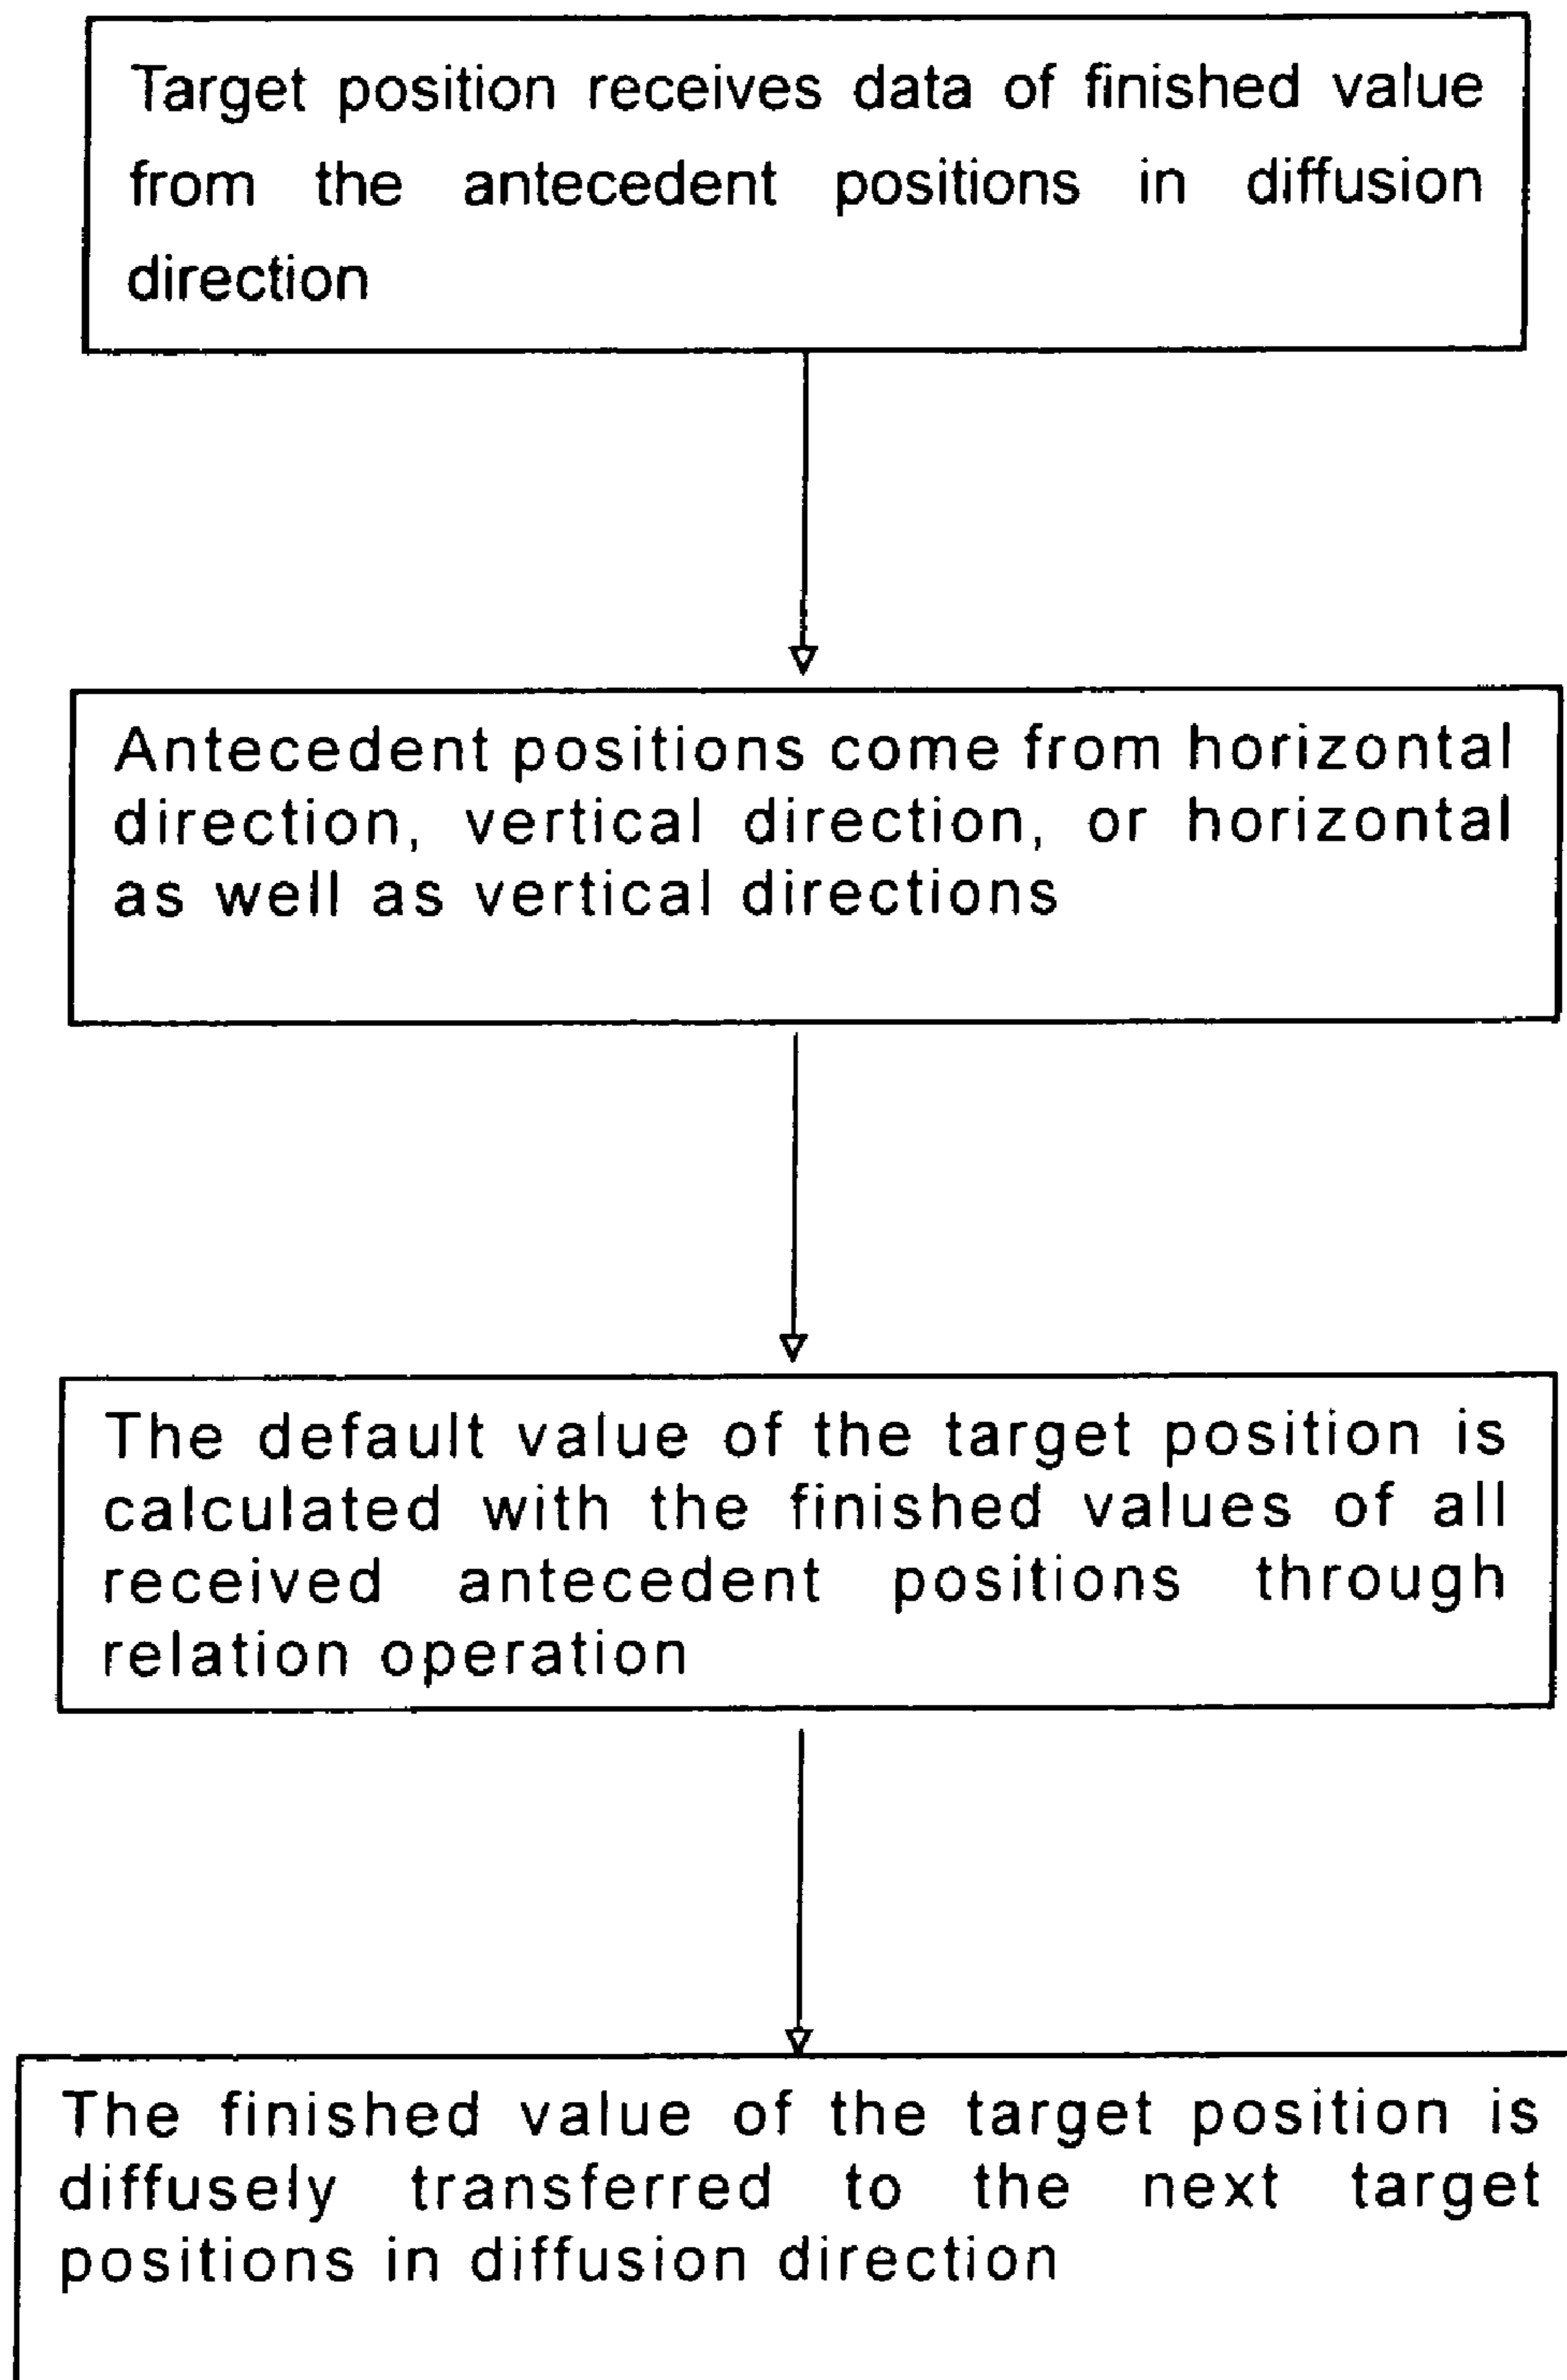 Target position receives data of finished value
from the antecedent positions in diffusion
direction
Antecedent positions come from horizontal
direction, vertical direction, or horizontal
as well as vertical directions
The default value of the target position is
calculated with the finished values of all
received antecedent positions through
relation operation
The finished value of the target position is
diffusely transferred to the next target
positions in diffusion direction